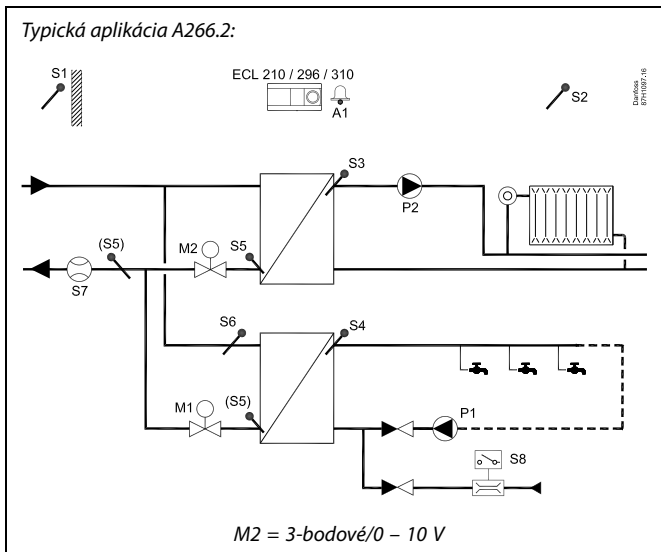 Typická aplikácia A266.2:
S1
ECL 210 / 296 / 310
A1
S2
Danfoss
87H1097.16
S3
P2
(S5)
M2
S5
S7
S6
S4
M1
(S5)
P1
S8
M2 = 3-bodové/0 – 10 V